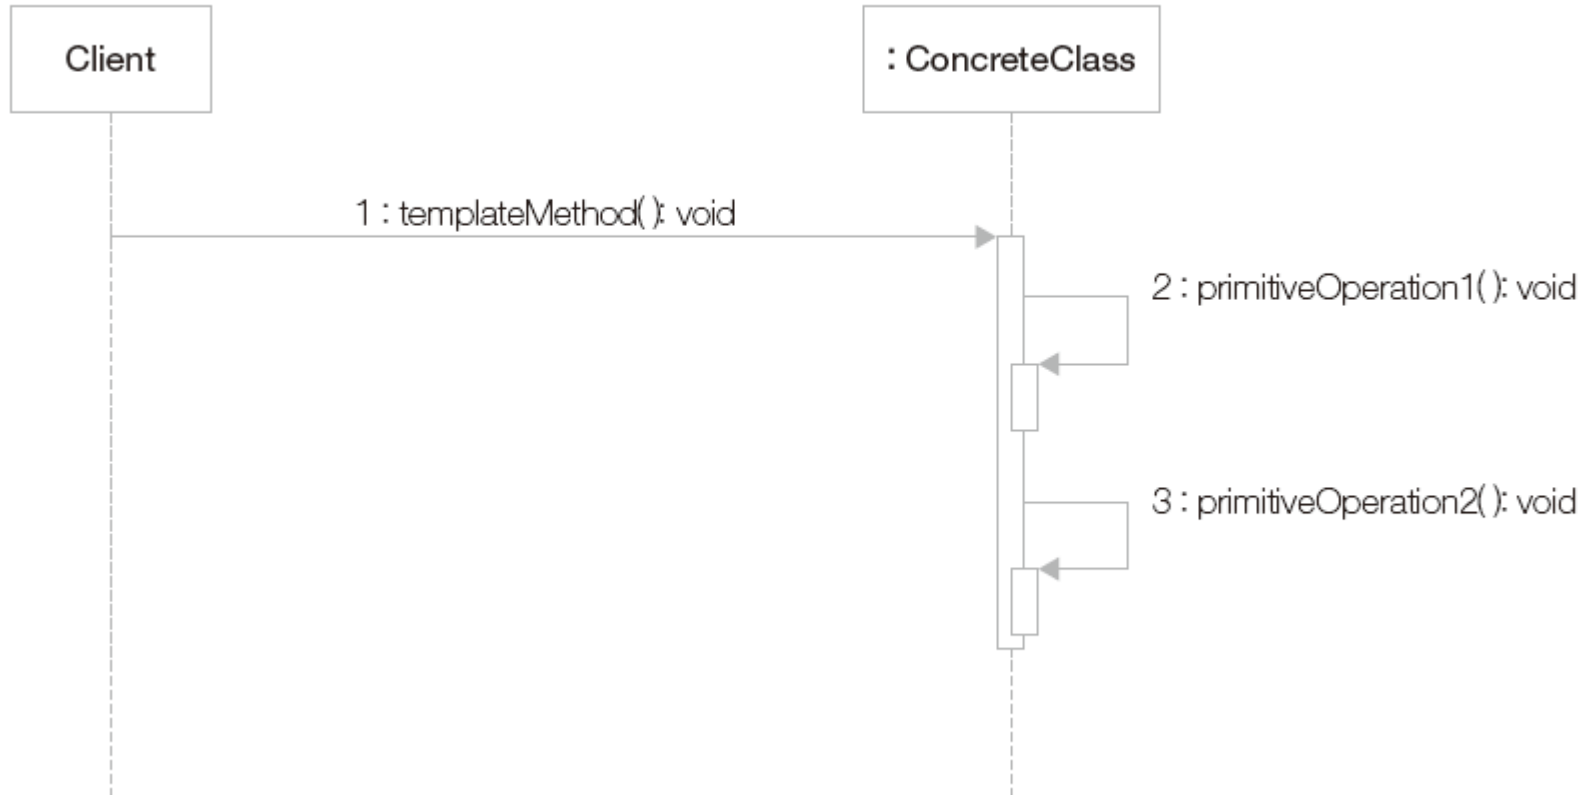 Client
: ConcreteClass
1 : templateMethod( ): void
2 : primitiveOperation1( ): void
3 : primitiveOperation2( ): void